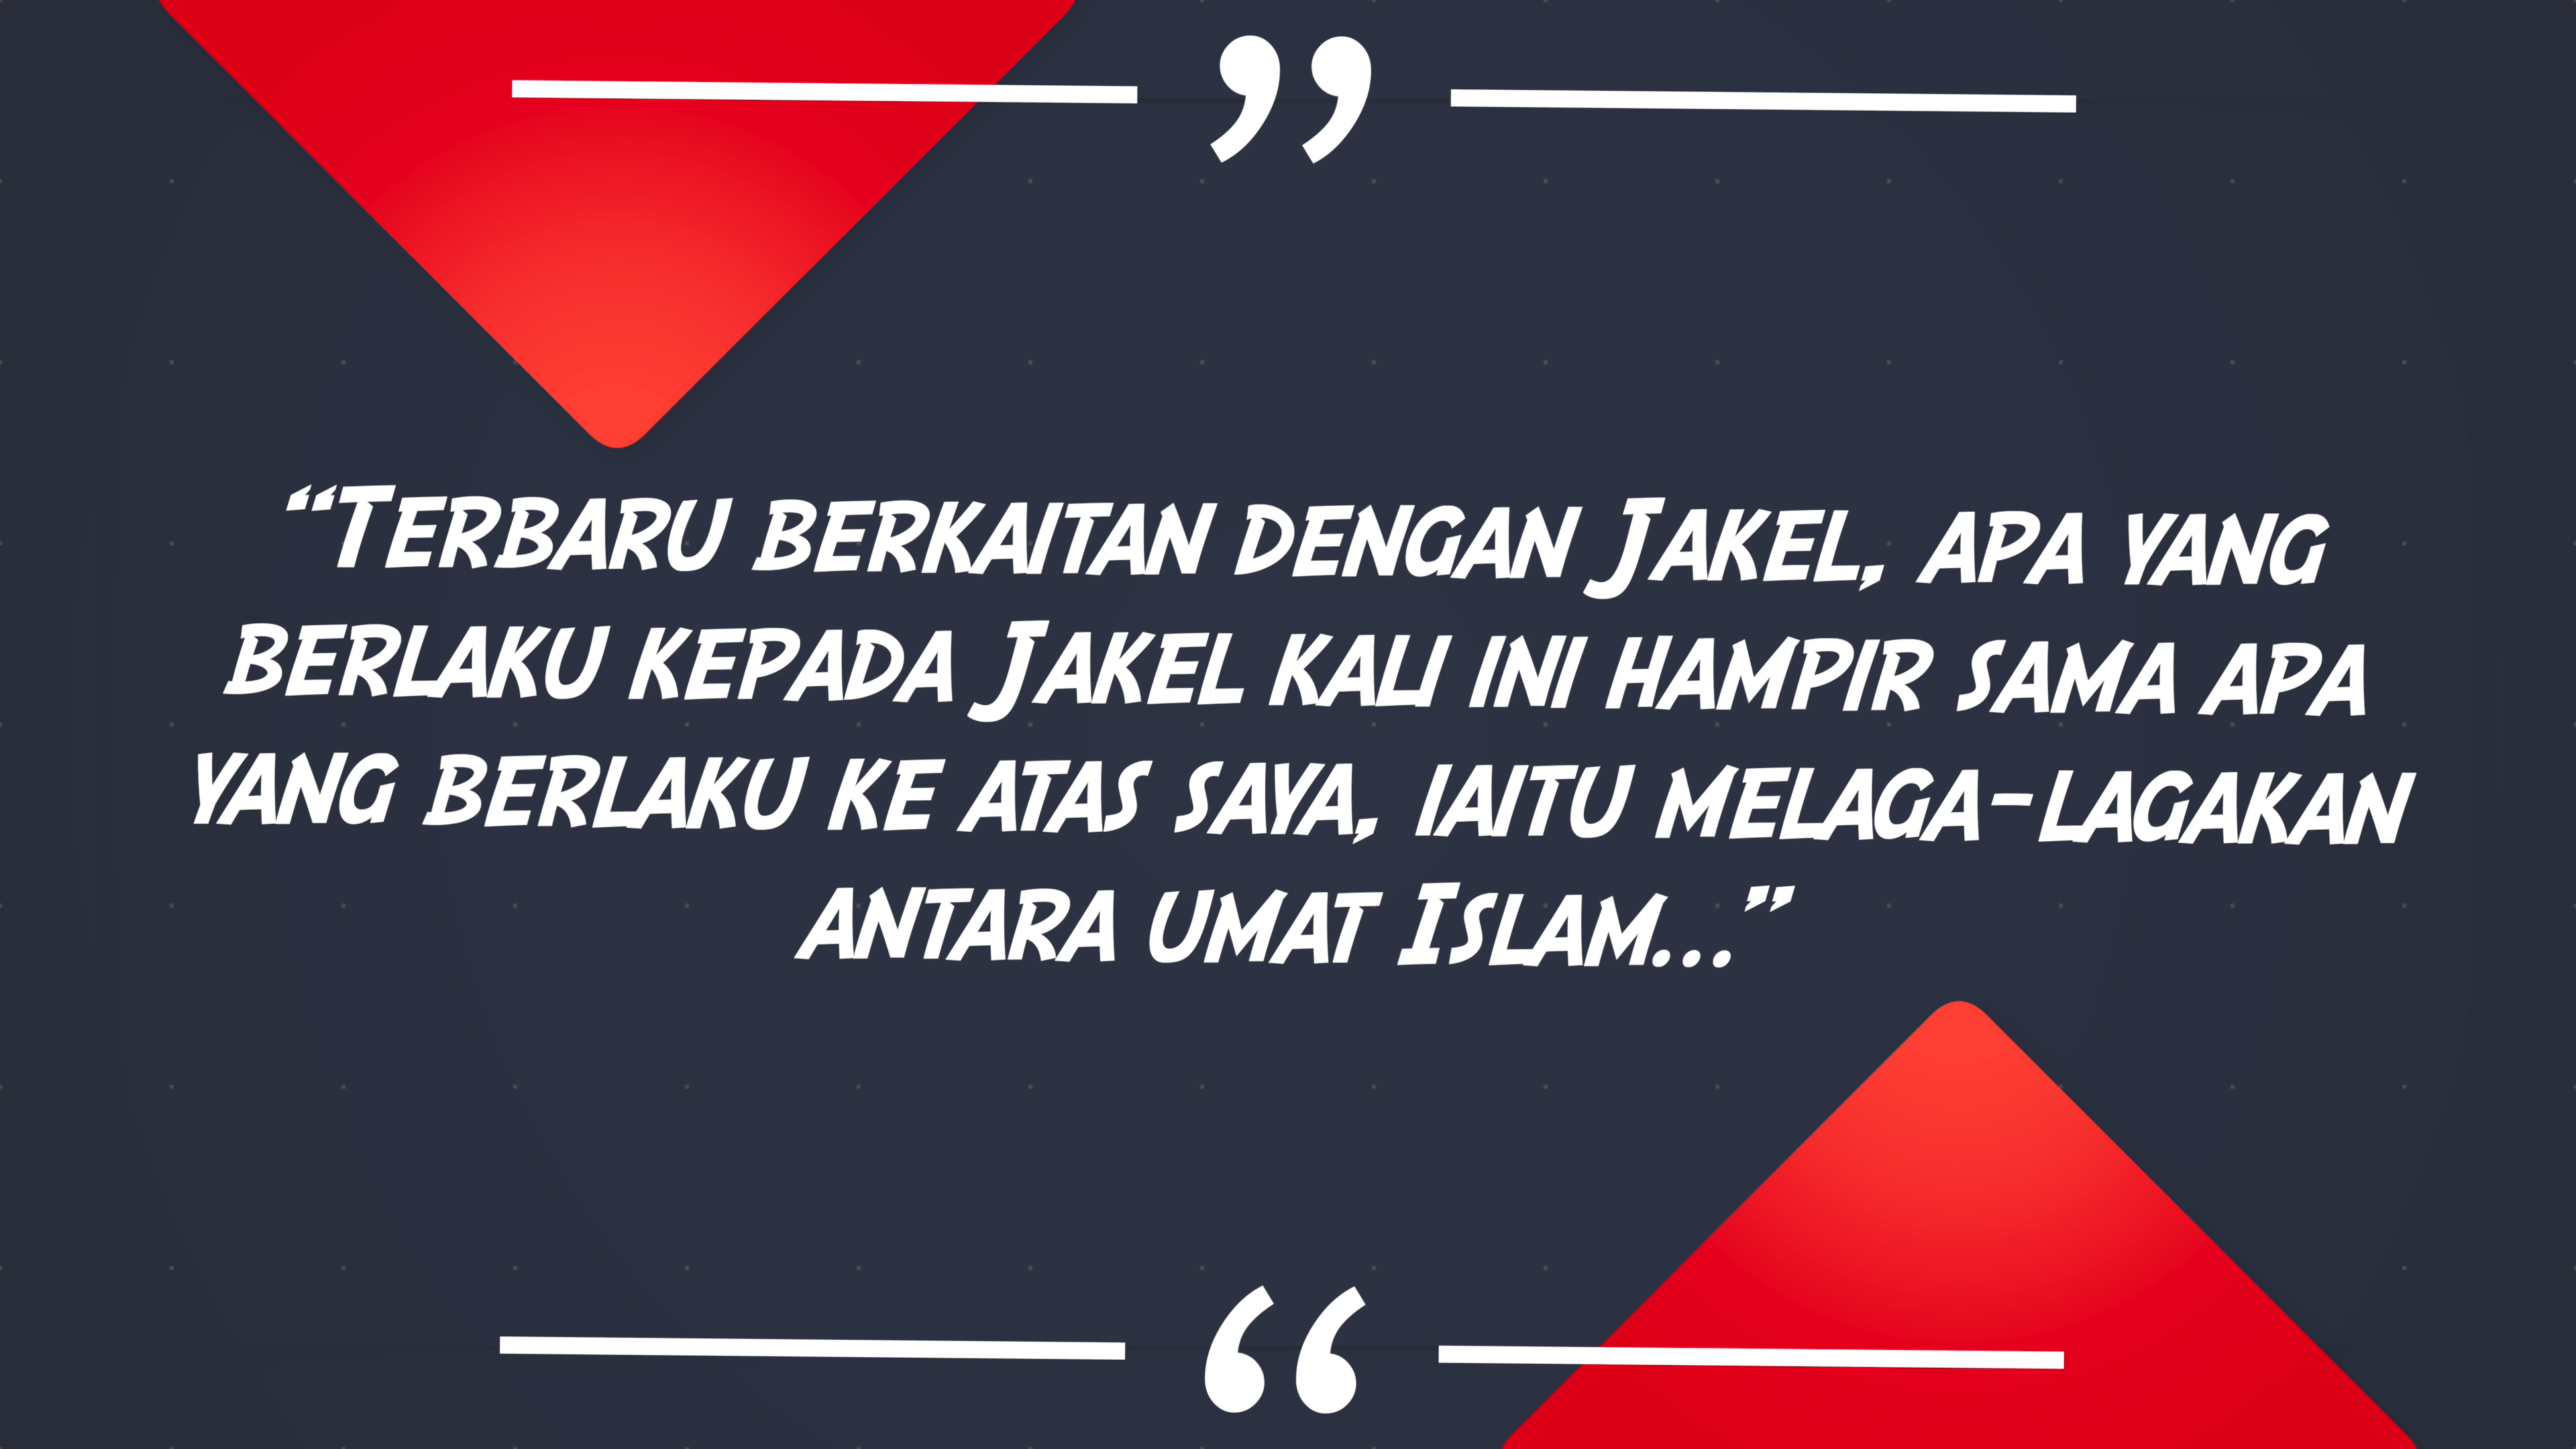 ”
“Terbaru berkaitan dengan Jakel, apa yang
berlaku kepada Jakel kali ini hampir sama apa
yang berlaku ke atas saya, iaitu melaga-lagakan
antara umat Islam...”
“